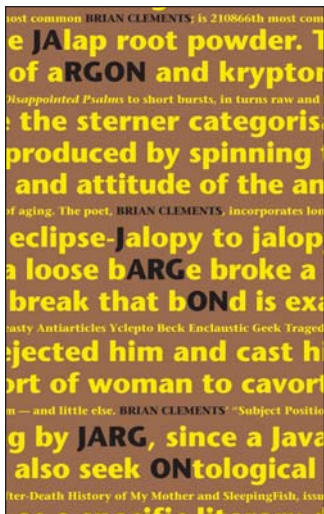 most common BRIAN CLEMENTS; is 210866th most com
e JAlap root powder. T
of aRGON and krypton
Disappointed Psalms to short bursts, in turns raw and
the sterner categorisa
produced by spinning
and attitude of the an
of aging. The poet, BRIAN CLEMENTS, incorporates lon
eclipse-Jalopy to jalop
a loose bARGe broke a
break that bONd is exa
easty Antiarticles Yclepto Beck Enclaustic Geek Traged
ejected him and cast hi
ort of woman to cavort
m — and little else. BRIAN CLEMENTS' "Subject Positio
g by JARG, since a Java
also seek ONtological
fter-Death History of My Mother and SleepingFish, issu